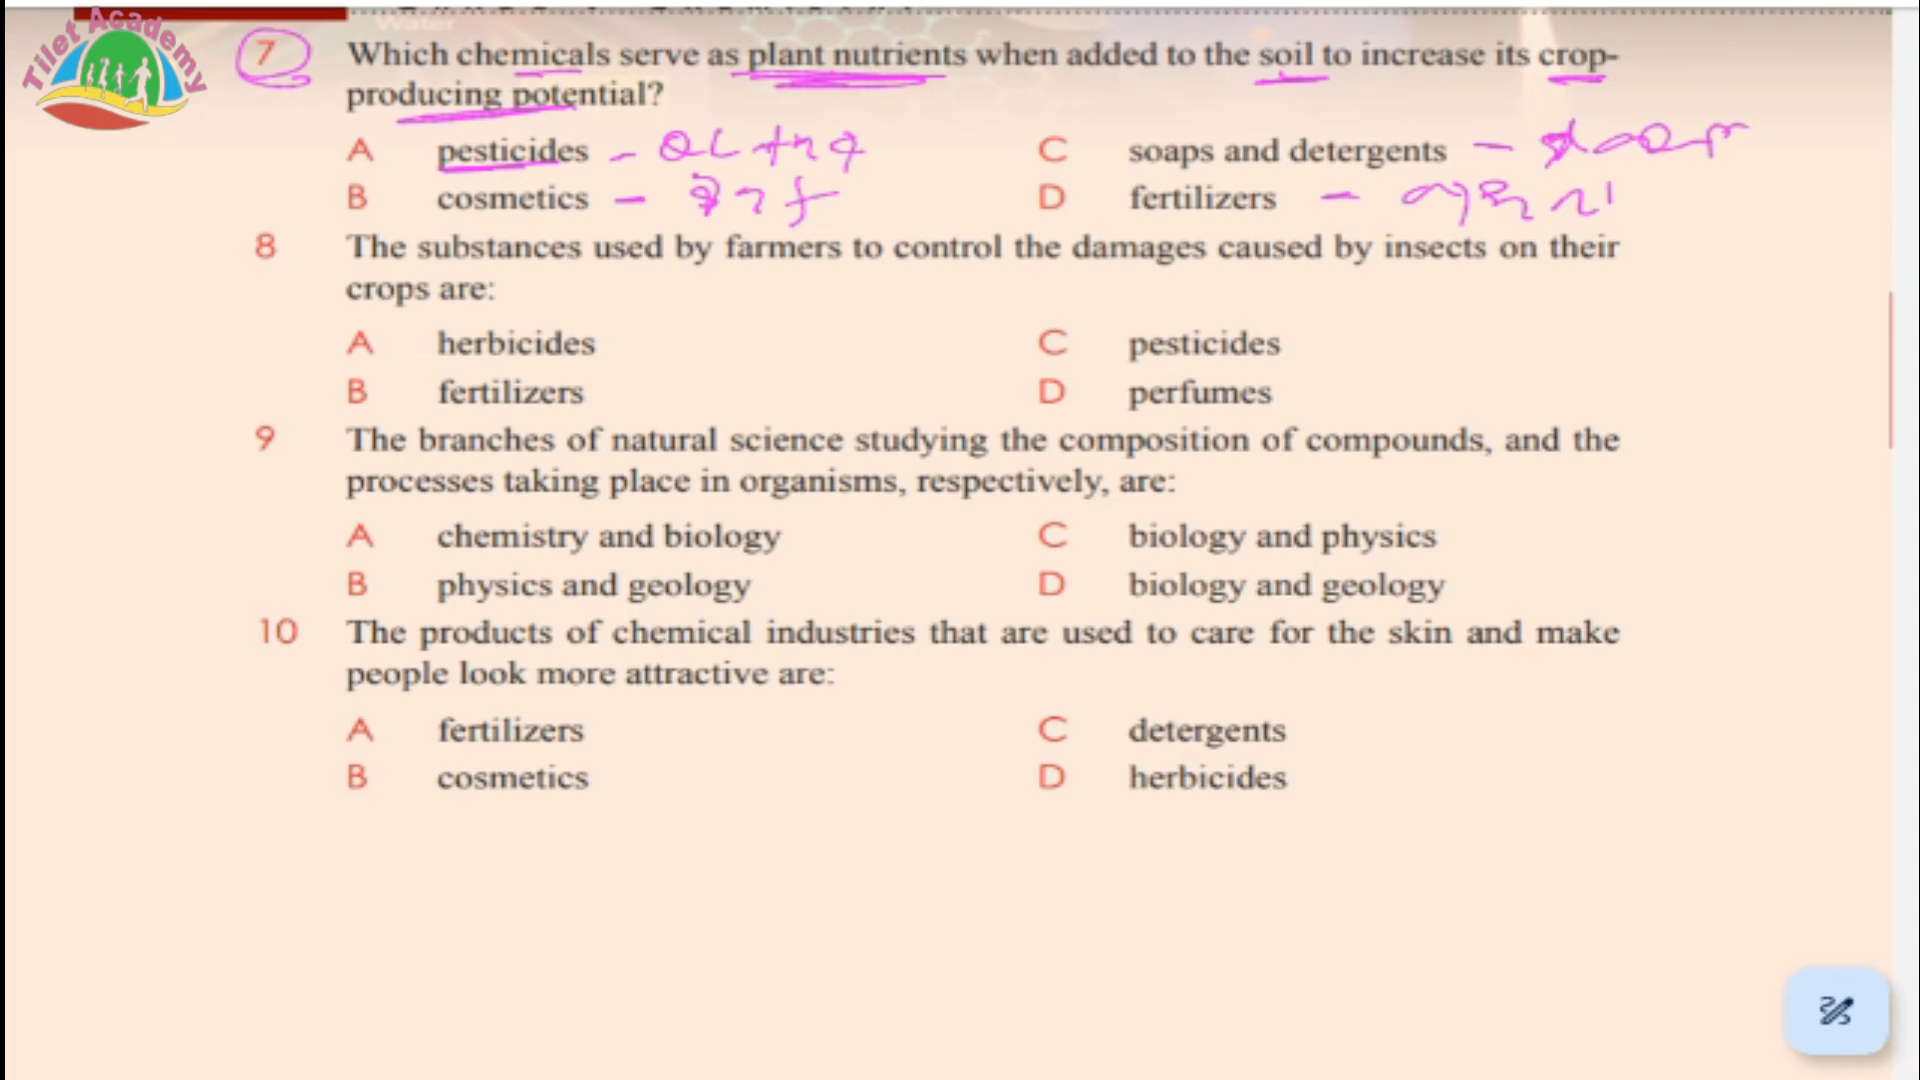 Tilet Academy
7 Which chemicals serve as plant nutrients when added to the soil to increase its crop-
producing potential?
A pesticides – C soaps and detergents –
B cosmetics – D fertilizers –
8 The substances used by farmers to control the damages caused by insects on their
crops are:
A herbicides C pesticides
B fertilizers D perfumes
9 The branches of natural science studying the composition of compounds, and the
processes taking place in organisms, respectively, are:
A chemistry and biology C biology and physics
B physics and geology D biology and geology
10 The products of chemical industries that are used to care for the skin and make
people look more attractive are:
A fertilizers C detergents
B cosmetics D herbicides